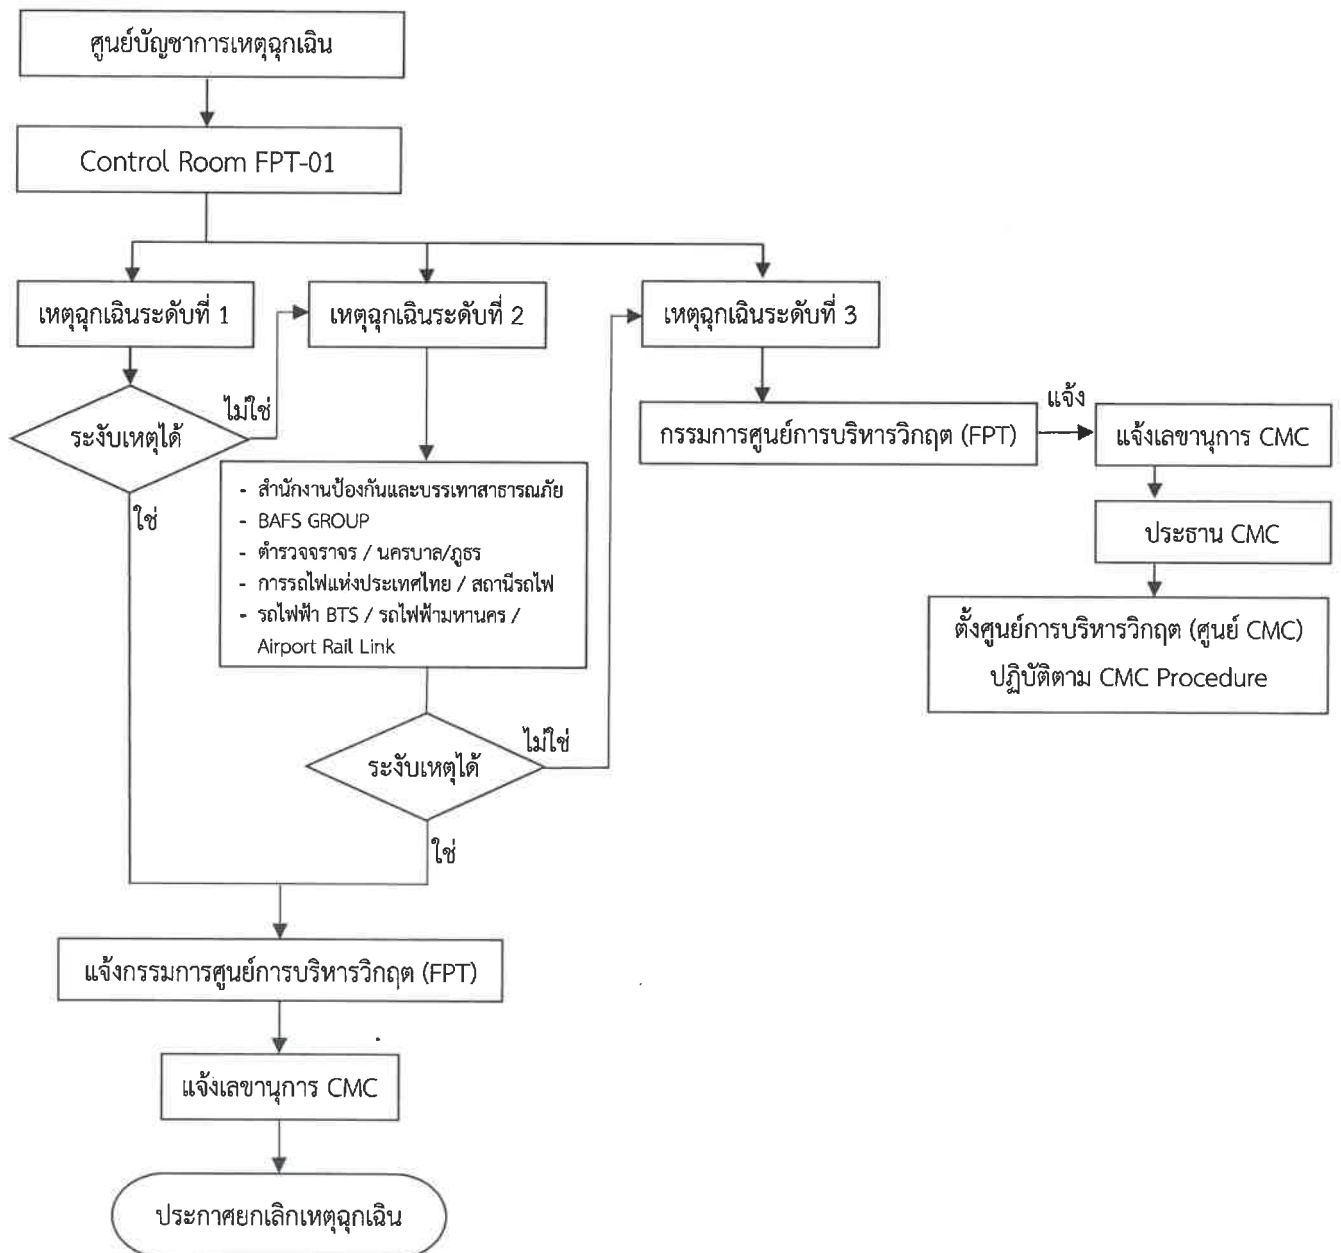 ศูนย์บัญชาการเหตุฉุกเฉิน
Control Room FPT-01
เหตุฉุกเฉินระดับที่ 1
เหตุฉุกเฉินระดับที่ 2
เหตุฉุกเฉินระดับที่ 3
ระงับเหตุได้
ไม่ใช่
ใช่
- สำนักงานป้องกันและบรรเทาสาธารณภัย
- BAFS GROUP
- ตำรวจจราจร / นครบาล/ภูธร
- การรถไฟแห่งประเทศไทย / สถานีรถไฟ
- รถไฟฟ้า BTS / รถไฟฟ้ามหานคร /
Airport Rail Link
ระงับเหตุได้
ไม่ใช่
ใช่
กรรมการศูนย์การบริหารวิกฤต (FPT)
แจ้ง
แจ้งเลขานุการ CMC
ประธาน CMC
ตั้งศูนย์การบริหารวิกฤต (ศูนย์ CMC)
ปฏิบัติตาม CMC Procedure
แจ้งกรรมการศูนย์การบริหารวิกฤต (FPT)
แจ้งเลขานุการ CMC
ประกาศยกเลิกเหตุฉุกเฉิน